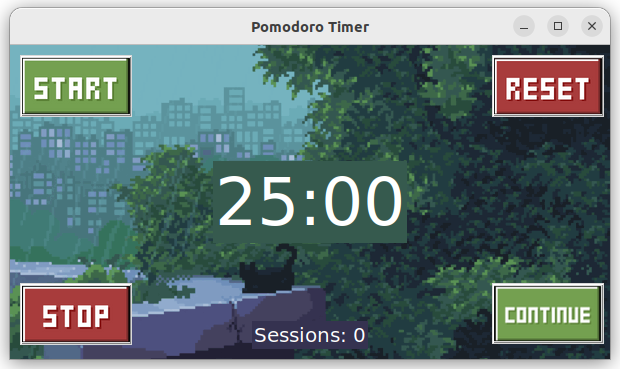 Pomodoro Timer
START
RESET
25:00
STOP
CONTINUE
Sessions: 0